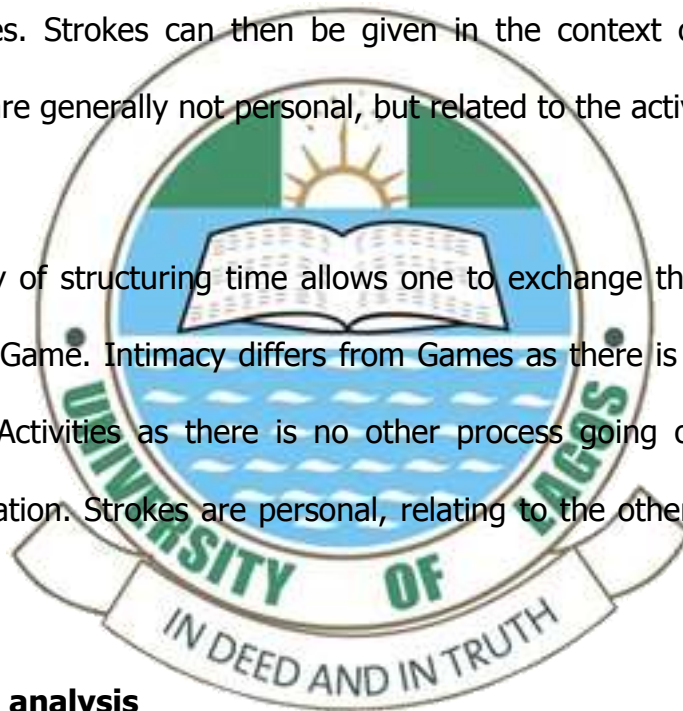 es. Strokes can then be given in the context o
are generally not personal, but related to the activ
y of structuring time allows one to exchange th
Game. Intimacy differs from Games as there is
Activities as there is no other process going o
ation. Strokes are personal, relating to the other
UNIVERSITY OF LAGOS
IN DEED AND IN TRUTH
analysis